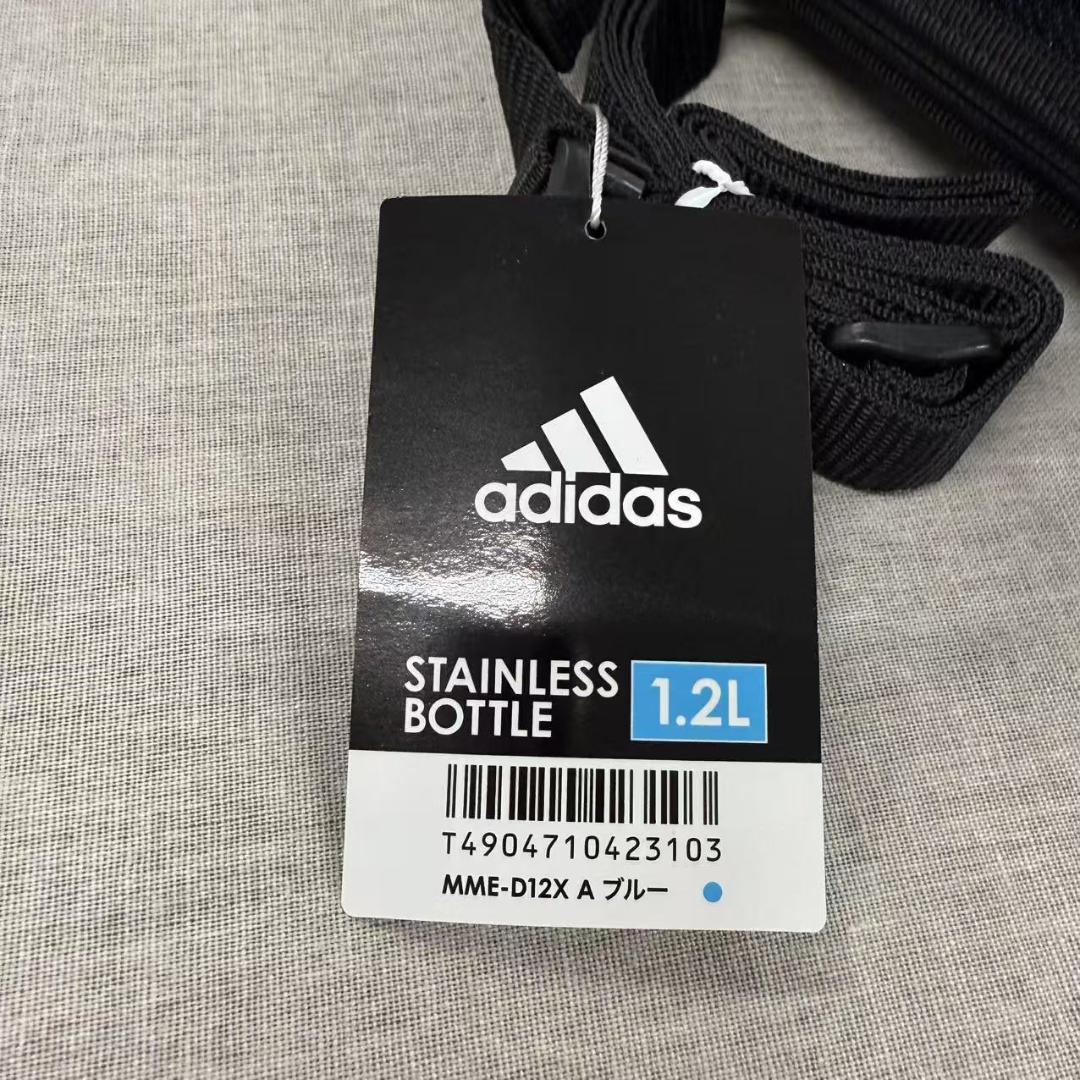 adidas
STAINLESS
BOTTLE
1.2L
T4904710423103
MME-D12X A ブルー